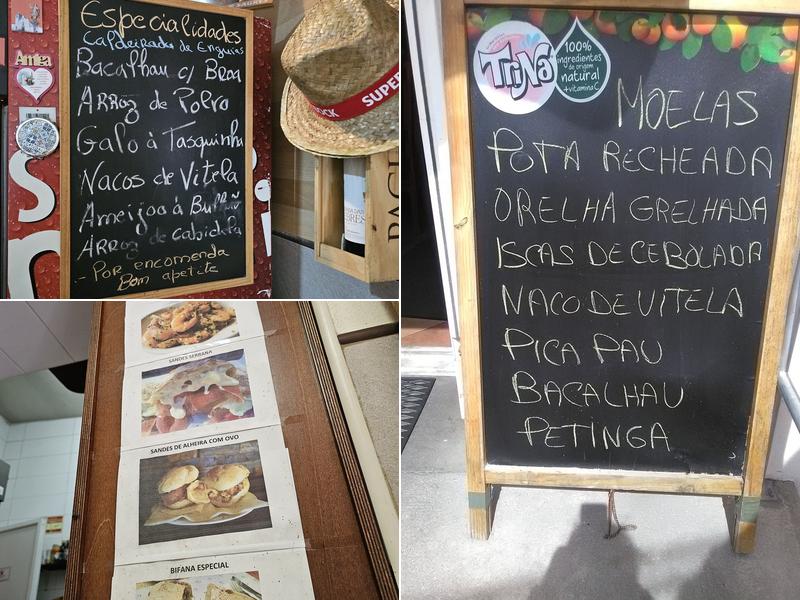 Especialidades
Caldeirada de Enguias
Bacalhau c/ Broa
Arroz de Polvo
Galo à Tasquinha
Nacos de Vitela
Ameijoa à Bulhão
Arroz de cabidela
- Por encomenda
Bom apetite
SUPER
OCK
SANDES SERRANA
SANDES DE ALHEIRA COM OVO
BIFANA ESPECIAL
TriNa
100%
ingredientes
de origem
natural
+ vitamina C
MOELAS
POTA RECHEADA
ORELHA GRELHADA
ISCAS DE CEBOLADA
NACO DE VITELA
PICA PAU
BACALHAU
PETINGA